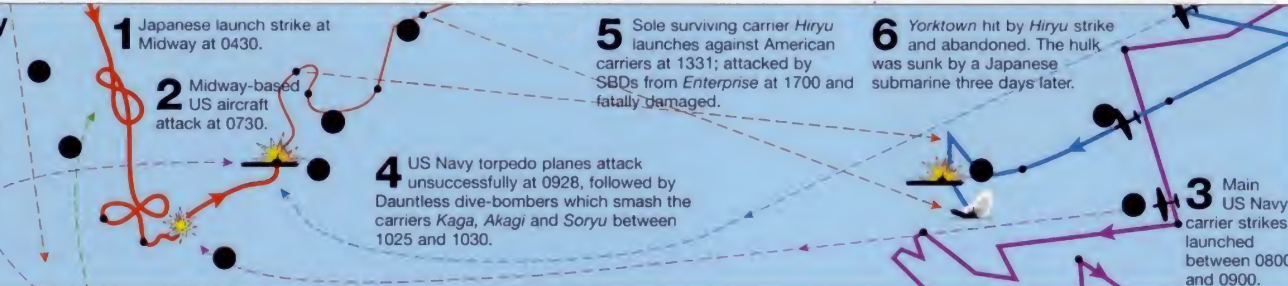 1 Japanese launch strike at
Midway at 0430.
2 Midway-based
US aircraft
attack at 0730.
5 Sole surviving carrier Hiryu
launches against American
carriers at 1331; attacked by
SBDs from Enterprise at 1700 and
fatally damaged.
6 Yorktown hit by Hiryu strike
and abandoned. The hulk
was sunk by a Japanese
submarine three days later.
4 US Navy torpedo planes attack
unsuccessfully at 0928, followed by
Dauntless dive-bombers which smash the
carriers Kaga, Akagi and Soryu between
1025 and 1030.
3 Main
US Navy
carrier strikes
launched
between 0800
and 0900.